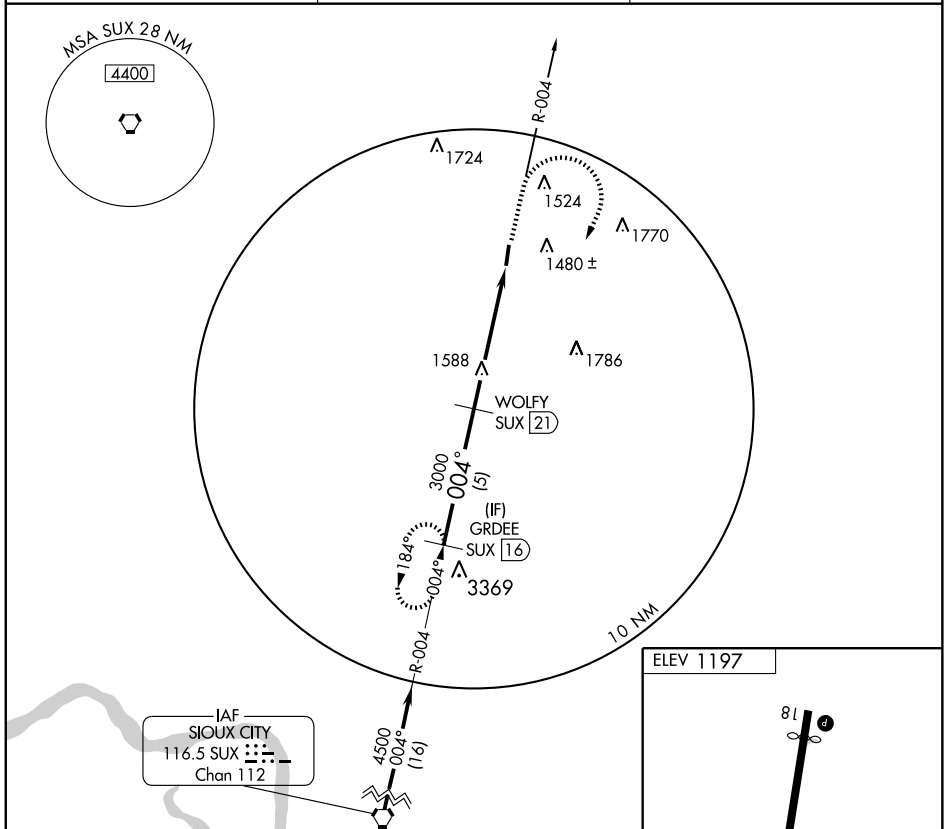 MSA SUX 28 NM
4400
R-004
1724
1524
1770
1480 ±
1588
1786
WOLFY
SUX 21
3000
004°
(5)
(IF)
GRDEE
SUX 16
184°
004°
3369
R-004
10 NM
IAF
SIOUX CITY
116.5 SUX
Chan 112
4500
004°
(16)
ELEV 1197
18
P